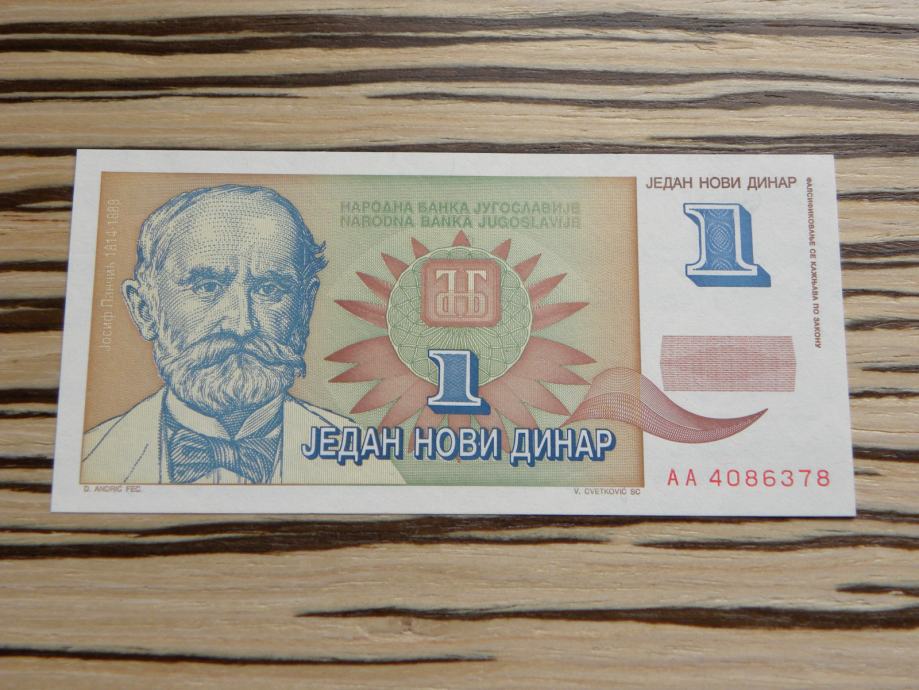 Јосиф Панчић 1814-1888
НАРОДНА БАНКА ЈУГОСЛАВИЈЕ
NARODNA BANKA JUGOSLAVIJE
ЈЕДАН НОВИ ДИНАР
1
ФАЛСИФИКОВАЊЕ СЕ КАЖЊАВА ПО ЗАКОНУ
1
ЈЕДАН НОВИ ДИНАР
AA 4086378
D. ANDRIĆ FEC.
V. CVETKOVIĆ SC